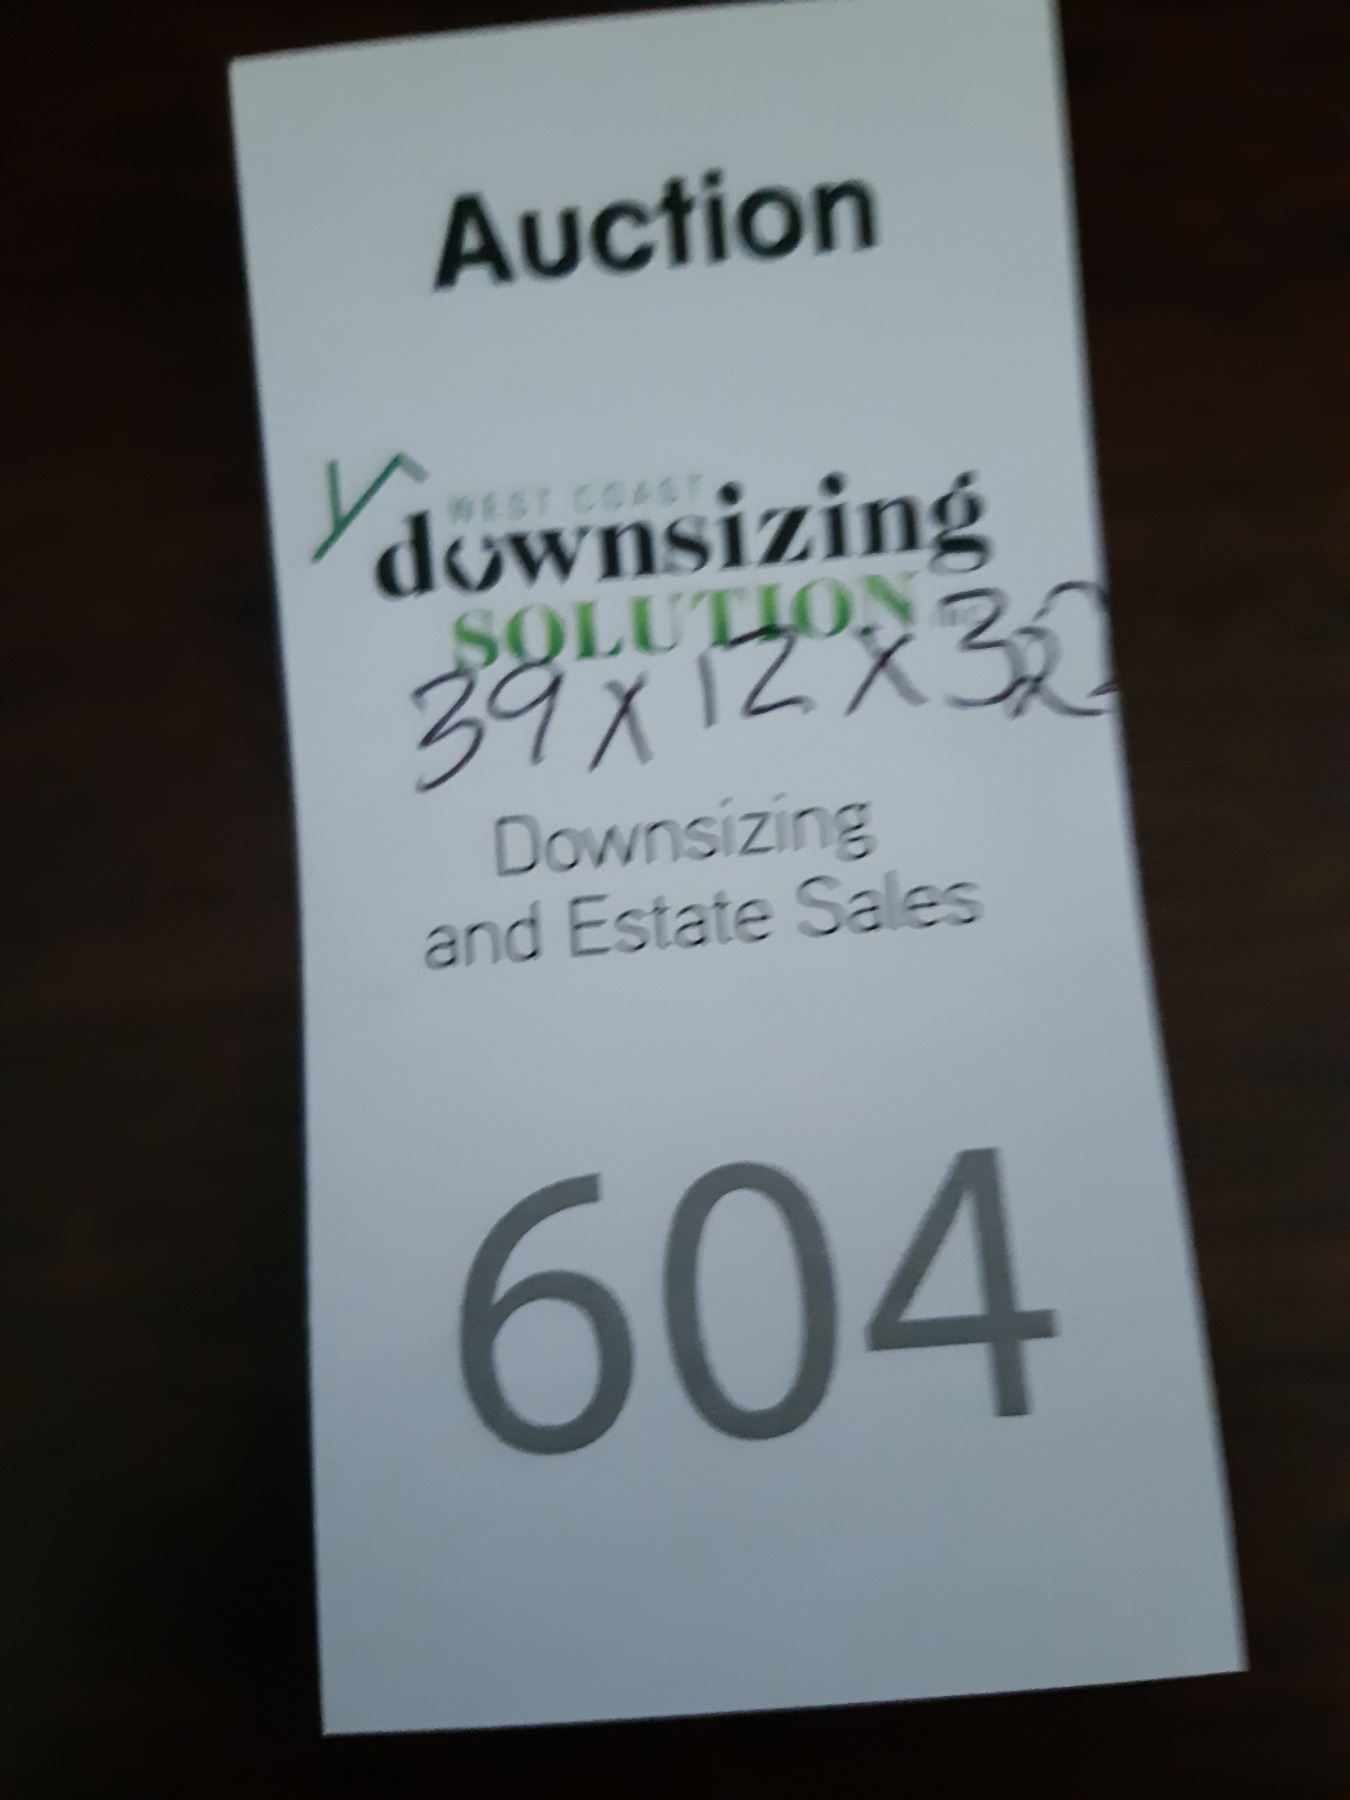 Auction
WEST COAST
downsizing
SOLUTION
39 x 12 x 32
Downsizing
and Estate Sales
604